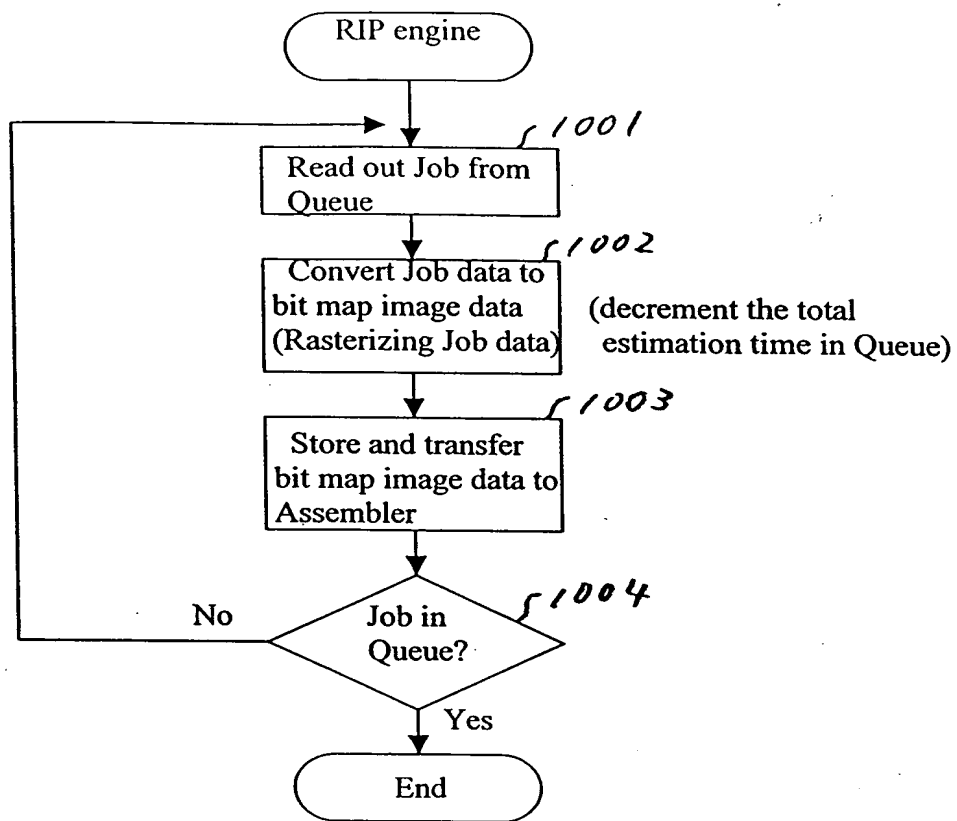 RIP engine
1001
Read out Job from
Queue
1002
Convert Job data to
bit map image data
(Rasterizing Job data)
(decrement the total
estimation time in Queue)
1003
Store and transfer
bit map image data to
Assembler
1004
No
Job in
Queue?
Yes
End